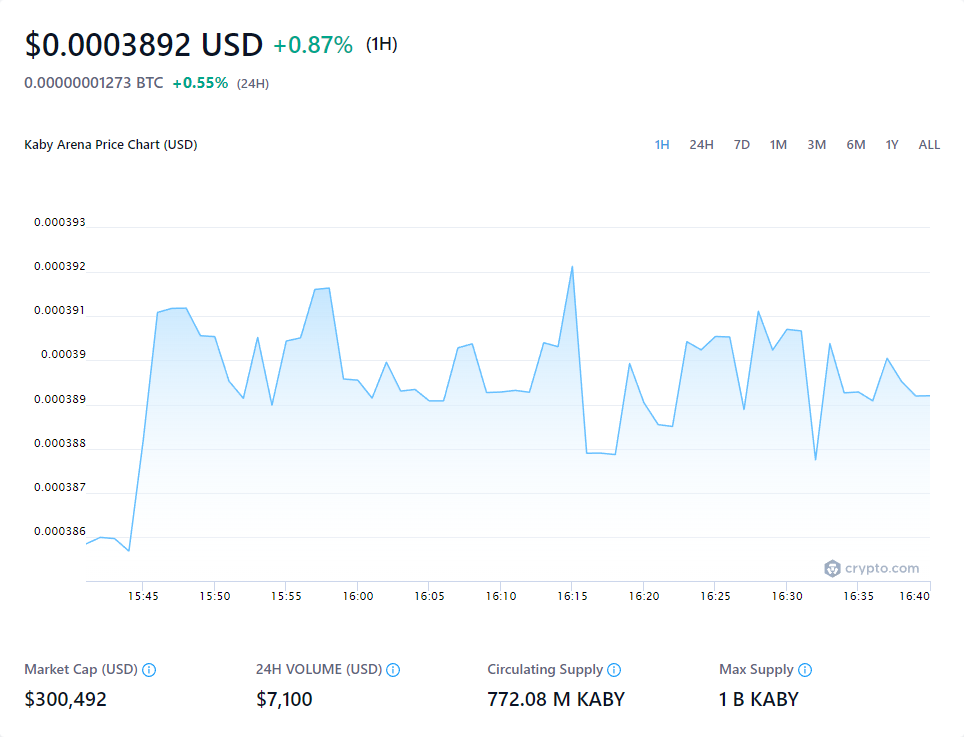 $0.0003892 USD +0.87% (1H)
0.00000001273 BTC +0.55% (24H)
Kaby Arena Price Chart (USD) 1H 24H 7D 1M 3M 6M 1Y ALL
0.000393
0.000392
0.000391
0.00039
0.000389
0.000388
0.000387
0.000386
crypto.com
15:45 15:50 15:55 16:00 16:05 16:10 16:15 16:20 16:25 16:30 16:35 16:40
Market Cap (USD) 24H VOLUME (USD) Circulating Supply Max Supply
$300,492 $7,100 772.08 M KABY 1 B KABY